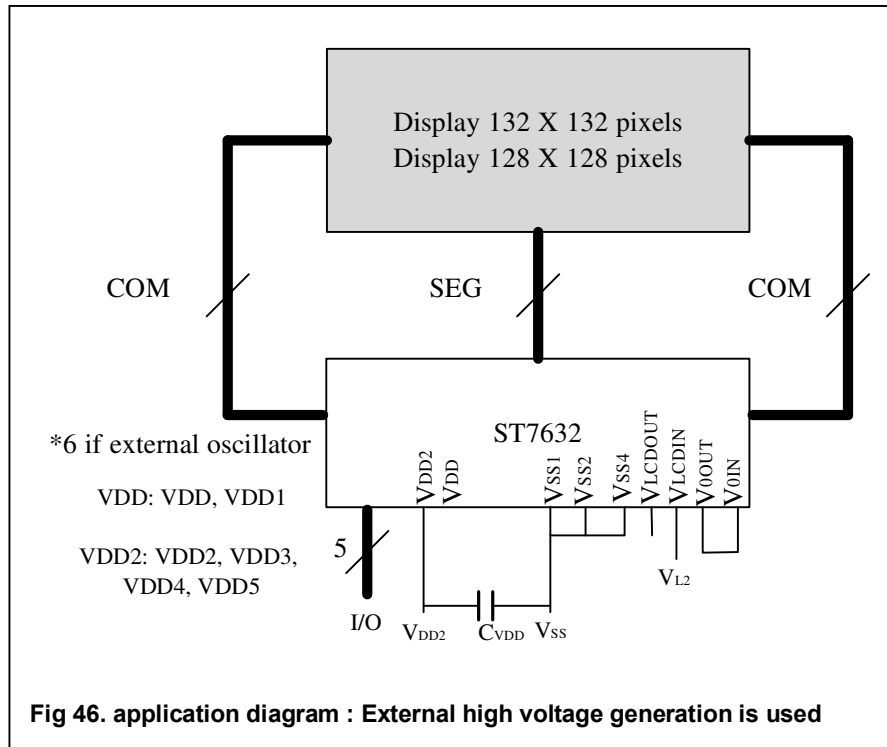 Display 132 X 132 pixels
Display 128 X 128 pixels
COM
SEG
COM
*6 if external oscillator
ST7632
VDD: VDD, VDD1
VDD2
VDD
VSS1
VSS2
VSS4
VLCDOUT
VLCDIN
V0OUT
V0IN
VDD2: VDD2, VDD3,
VDD4, VDD5
5
I/O
VDD2
CVDD
VSS
VL2
Fig 46. application diagram : External high voltage generation is used